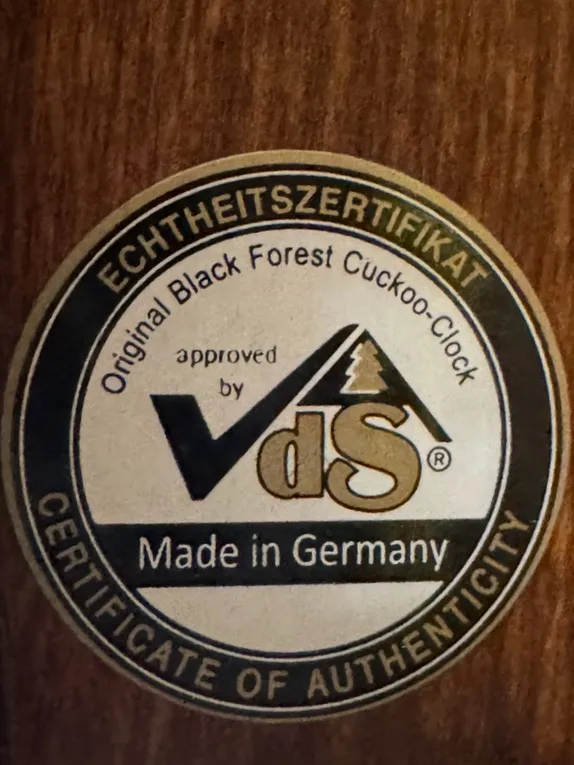 ECHTHEITSZERTIFIKAT
Original Black Forest Cuckoo-Clock
approved
by
VdS®
Made in Germany
CERTIFICATE OF AUTHENTICITY